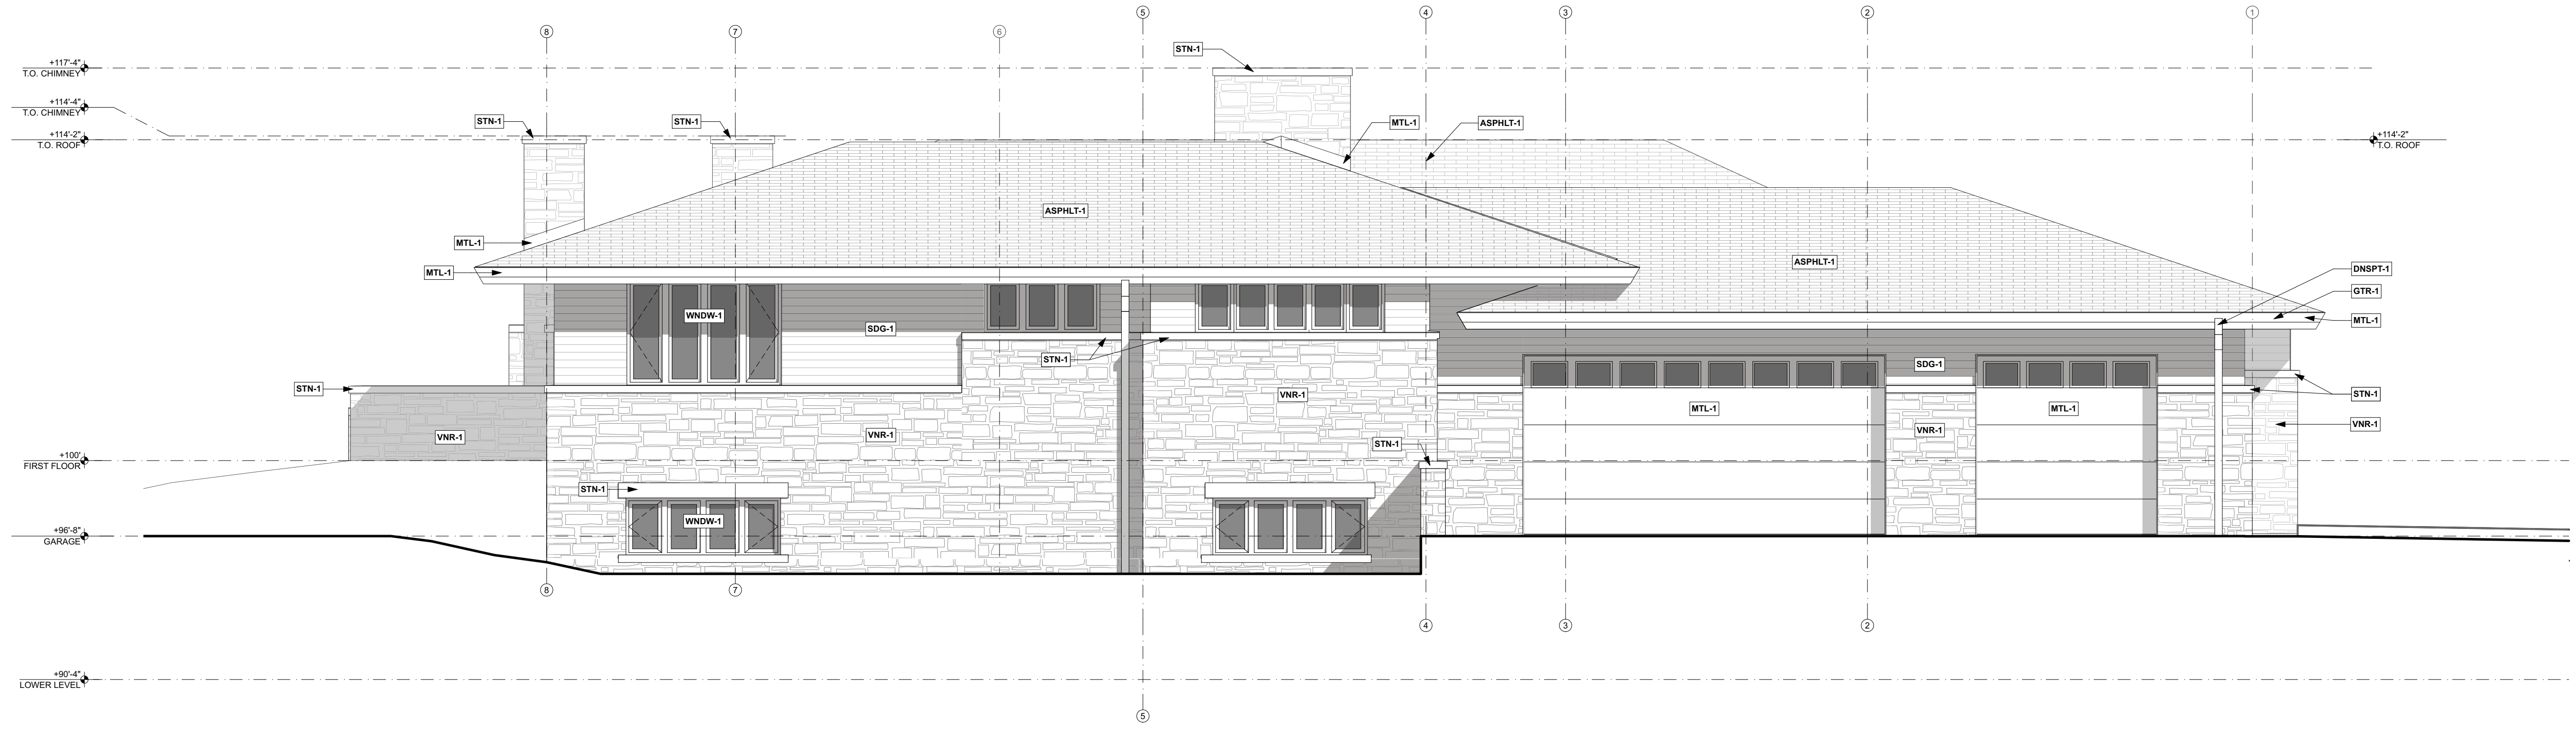 5
4
3
2
1
8
7
6
STN-1
+117'-4"
T.O. CHIMNEY
+114'-4"
T.O. CHIMNEY
STN-1
STN-1
MTL-1
ASPHLT-1
+114'-2"
T.O. ROOF
+114'-2"
T.O. ROOF
ASPHLT-1
MTL-1
ASPHLT-1
MTL-1
DNSPT-1
GTR-1
WNDW-1
SDG-1
MTL-1
STN-1
SDG-1
STN-1
VNR-1
STN-1
MTL-1
MTL-1
VNR-1
VNR-1
VNR-1
VNR-1
STN-1
+100'
FIRST FLOOR
STN-1
WNDW-1
+96'-8"
GARAGE
8
7
4
3
2
+90'-4"
LOWER LEVEL
5